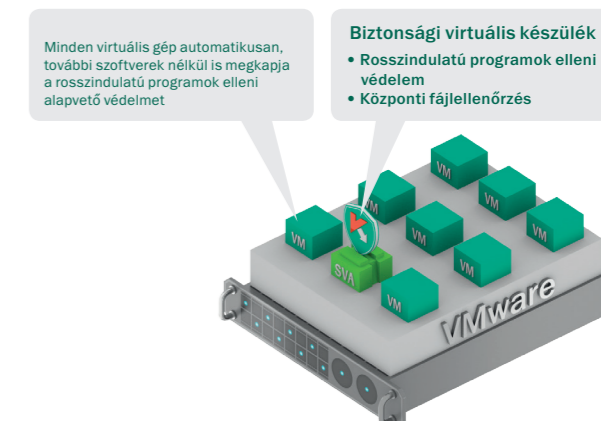 Minden virtuális gép automatikusan,
további szoftverek nélkül is megkapja
a rosszindulatú programok elleni
alapvető védelmet
Biztonsági virtuális készülék
• Rosszindulatú programok elleni
védelem
• Központi fájlellenőrzés
VM
VM
VM
VM
VM
VM
SVA
VM
VM
VMware